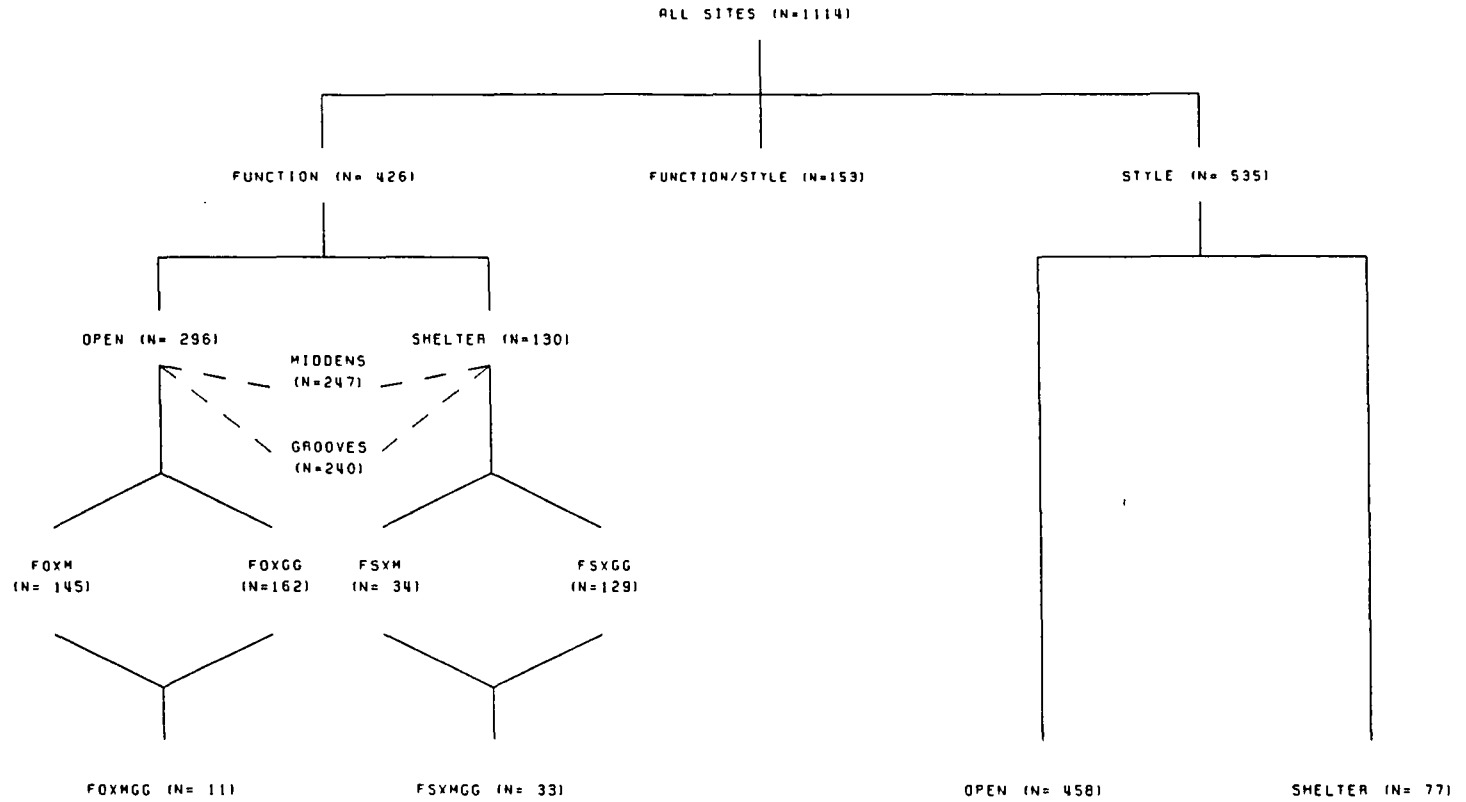 ALL SITES (N=1114)
FUNCTION (N= 426)
FUNCTION/STYLE (N=153)
STYLE (N= 535)
OPEN (N= 296)
SHELTER (N=130)
MIDDENS
(N=247)
GROOVES
(N=240)
FOXM
(N= 145)
FOXGG
(N=162)
FSXM
(N= 34)
FSXGG
(N=129)
FOXMGG (N= 11)
FSXMGG (N= 33)
OPEN (N= 458)
SHELTER (N= 77)